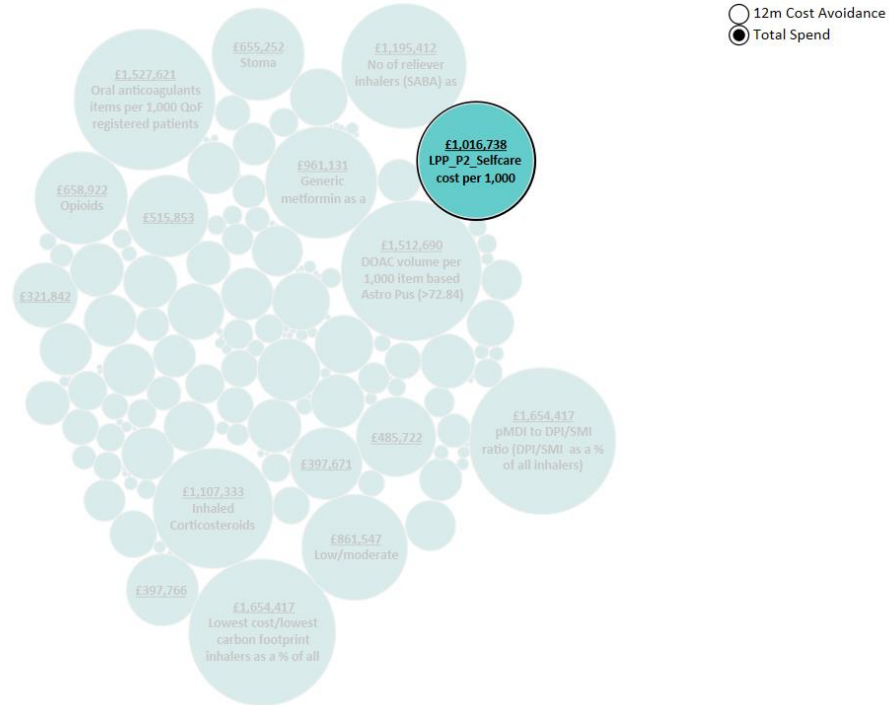 12m Cost Avoidance
Total Spend
£655,252
Stoma
£1,195,412
No of reliever
inhalers (SABA) as
£1,527,621
Oral anticoagulants
items per 1,000 QoF
registered patients
£1,016,738
LPP_P2_Selfcare
cost per 1,000
£961,131
Generic
metformin as a
£658,922
Opioids
£515,853
£1,512,690
DOAC volume per
1,000 item based
Astro Pus (>72.84)
£321,842
£1,654,417
pMDI to DPI/SMI
ratio (DPI/SMI as a %
of all inhalers)
£485,722
£397,671
£1,107,333
Inhaled
Corticosteroids
£861,547
Low/moderate
£397,766
£1,654,417
Lowest cost/lowest
carbon footprint
inhalers as a % of all